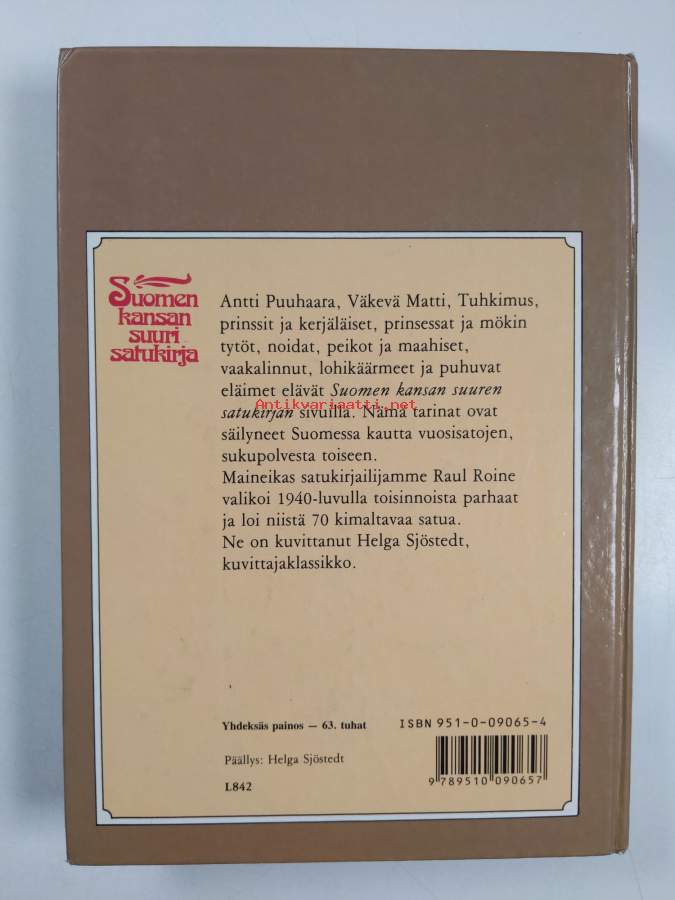 Suomen
kansan
suuri
satukirja
Antti Puuhaara, Väkevä Matti, Tuhkimus,
prinssit ja kerjäläiset, prinsessat ja mökin
tytöt, noidat, peikot ja maahiset,
vaakalinnut, lohikäärmeet ja puhuvat
eläimet elävät Suomen kansan suuren
Antikvariaatti.net
satukirjan sivuilla. Nämä tarinat ovat
säilyneet Suomessa kautta vuosisatojen,
sukupolvesta toiseen.
Maineikas satukirjailijamme Raul Roine
valikoi 1940-luvulla toisinnoista parhaat
ja loi niistä 70 kimaltavaa satua.
Ne on kuvittanut Helga Sjöstedt,
kuvittajaklassikko.
Yhdeksäs painos — 63. tuhat
ISBN 951-0-09065-4
Päällys: Helga Sjöstedt
L842
9 789510 090657